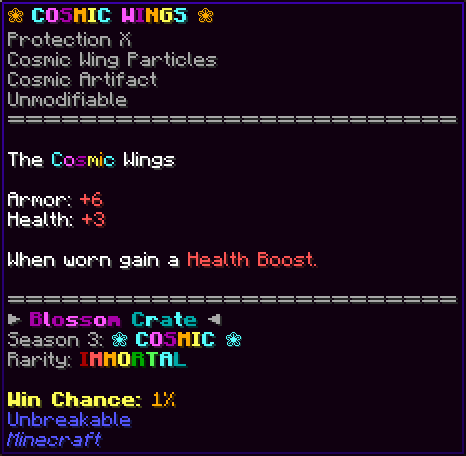 ❀ COSMIC WINGS ❀
Protection X
Cosmic Wing Particles
Cosmic Artifact
Unmodifiable
==========================
The Cosmic Wings
Armor: +6
Health: +3
When worn gain a Health Boost.
==========================
► Blossom Crate ◄
Season 3: ❀ COSMIC ❀
Rarity: IMMORTAL
Win Chance: 1%
Unbreakable
Minecraft